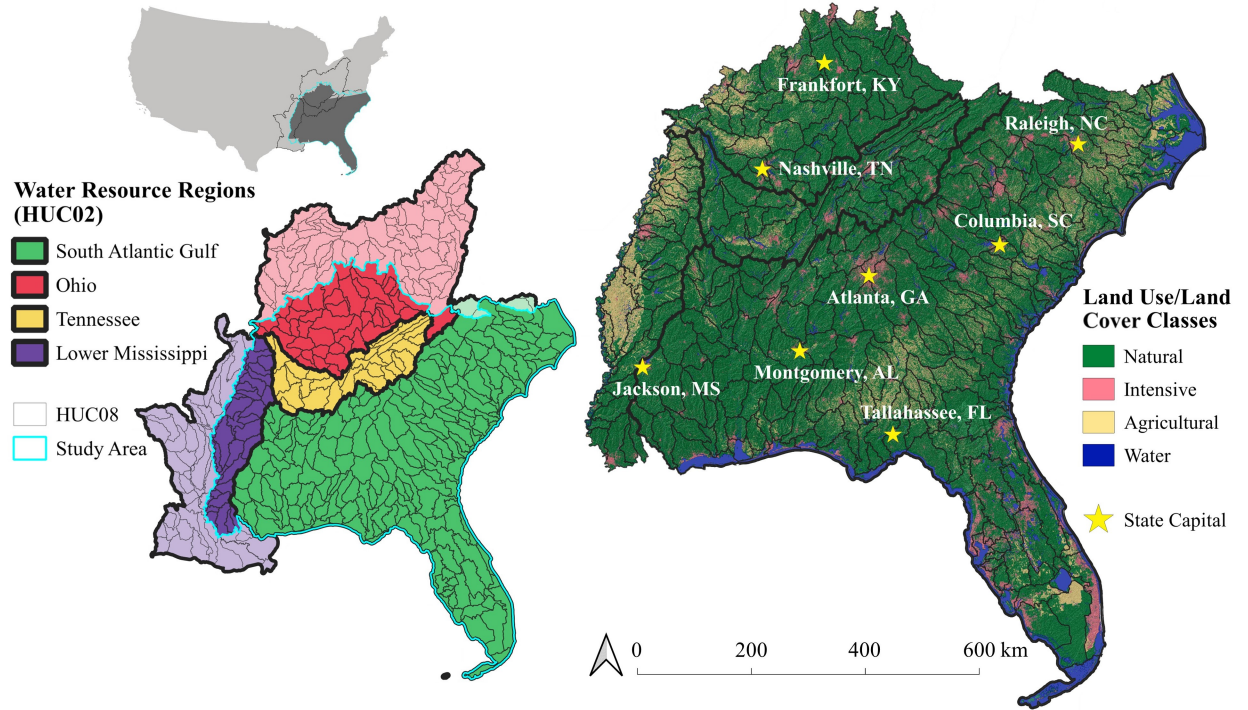 Water Resource Regions
(HUC02)
South Atlantic Gulf
Ohio
Tennessee
Lower Mississippi
HUC08
Study Area
Frankfort, KY
Raleigh, NC
Nashville, TN
Columbia, SC
Atlanta, GA
Montgomery, AL
Jackson, MS
Tallahassee, FL
Land Use/Land
Cover Classes
Natural
Intensive
Agricultural
Water
State Capital
0 200 400 600 km